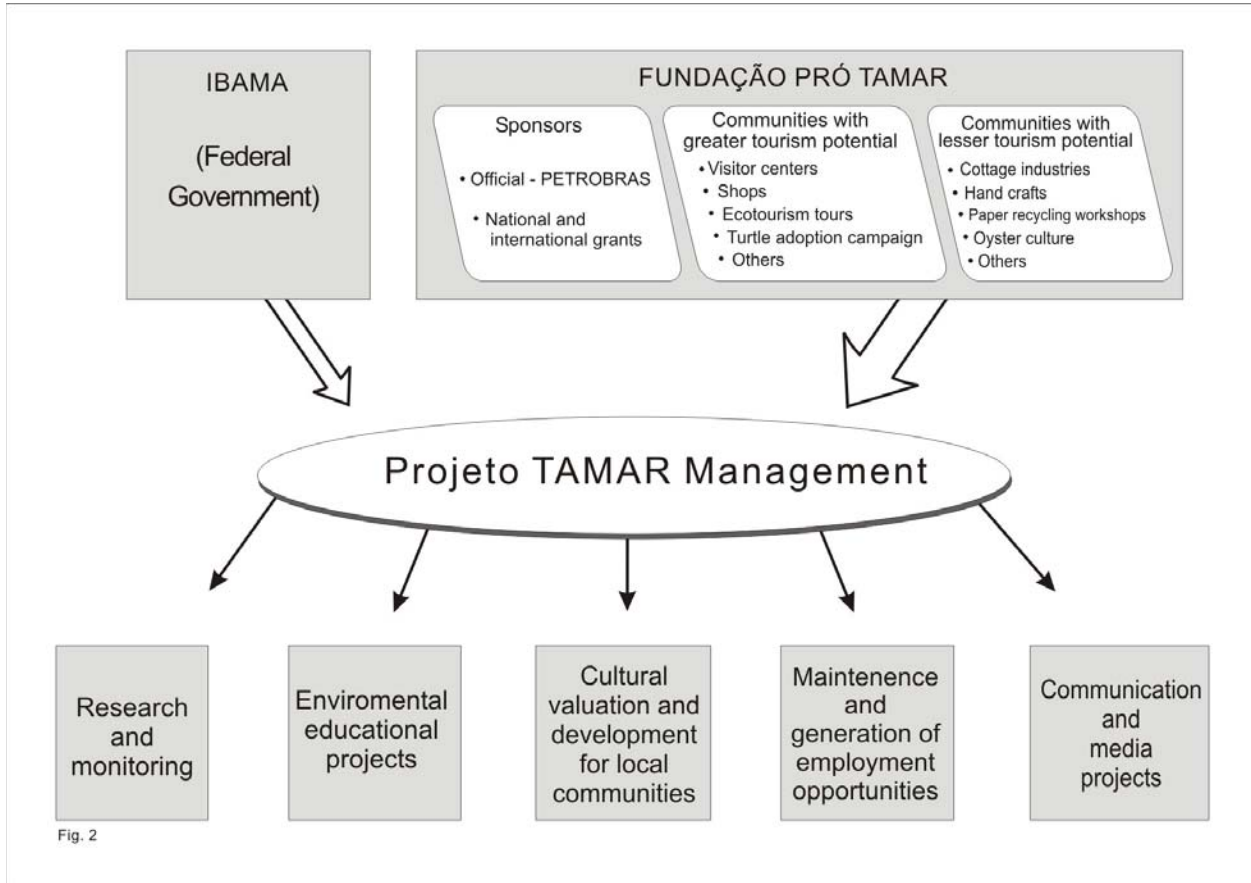 IBAMA
(Federal
Government)
FUNDAÇÃO PRÓ TAMAR
Sponsors
• Official - PETROBRAS
• National and
international grants
Communities with
greater tourism potential
• Visitor centers
• Shops
• Ecotourism tours
• Turtle adoption campaign
• Others
Communities with
lesser tourism potential
• Cottage industries
• Hand crafts
• Paper recycling workshops
• Oyster culture
• Others
Projeto TAMAR Management
Research
and
monitoring
Enviromental
educational
projects
Cultural
valuation and
development
for local
communities
Maintenence
and
generation of
employment
opportunities
Communication
and
media
projects
Fig. 2